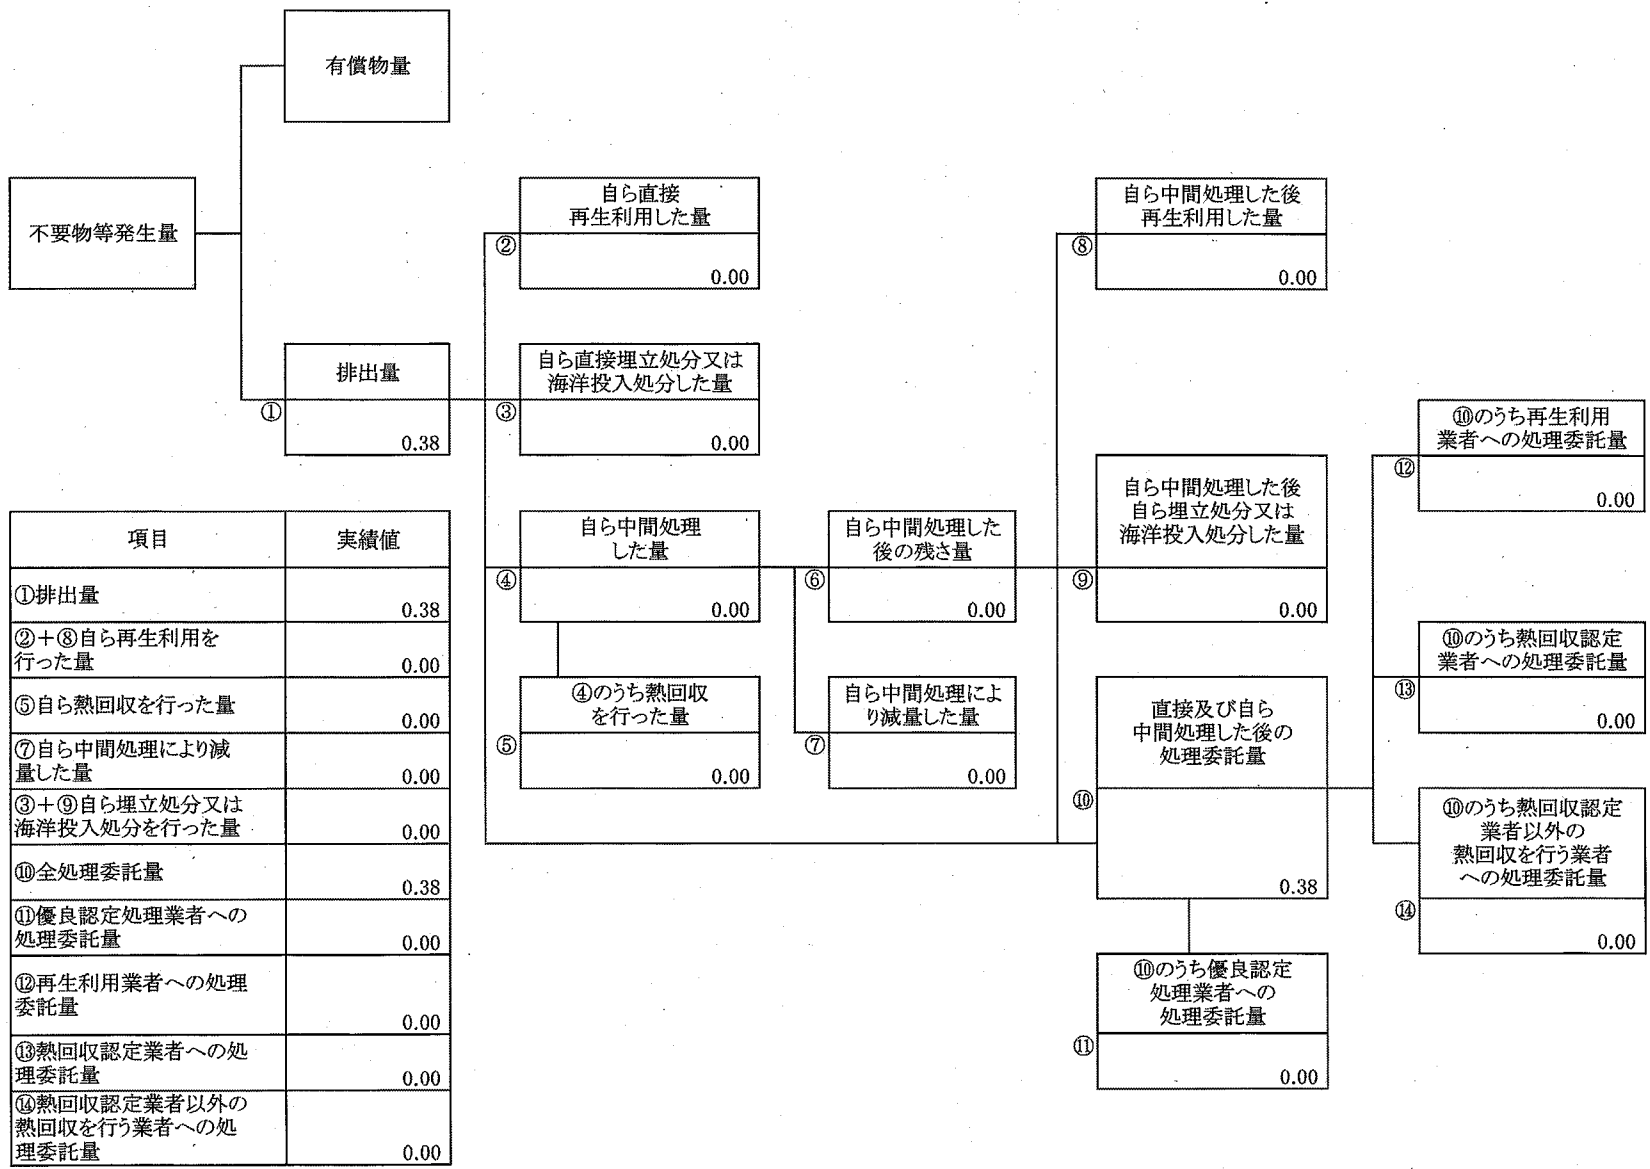 有償物量
不要物等発生量
排出量
①
0.38
自ら直接
再生利用した量
②
0.00
自ら直接埋立処分又は
海洋投入処分した量
③
0.00
自ら中間処理
した量
④
0.00
④のうち熱回収
を行った量
⑤
0.00
自ら中間処理した
後の残さ量
⑥
0.00
自ら中間処理によ
り減量した量
⑦
0.00
自ら中間処理した後
再生利用した量
⑧
0.00
自ら中間処理した後
自ら埋立処分又は
海洋投入処分した量
⑨
0.00
直接及び自ら
中間処理した後の
処理委託量
⑩
0.38
⑩のうち優良認定
処理業者への
処理委託量
⑪
0.00
⑩のうち再生利用
業者への処理委託量
⑫
0.00
⑩のうち熱回収認定
業者への処理委託量
⑬
0.00
⑩のうち熱回収認定
業者以外の
熱回収を行う業者
への処理委託量
⑭
0.00
項目 実績値
①排出量
0.38
②+⑧自ら再生利用を
行った量
0.00
⑤自ら熱回収を行った量
0.00
⑦自ら中間処理により減
量した量
0.00
③+⑨自ら埋立処分又は
海洋投入処分を行った量
0.00
⑩全処理委託量
0.38
⑪優良認定処理業者への
処理委託量
0.00
⑫再生利用業者への処理
委託量
0.00
⑬熱回収認定業者への処
理委託量
0.00
⑭熱回収認定業者以外の
熱回収を行う業者への処
理委託量
0.00